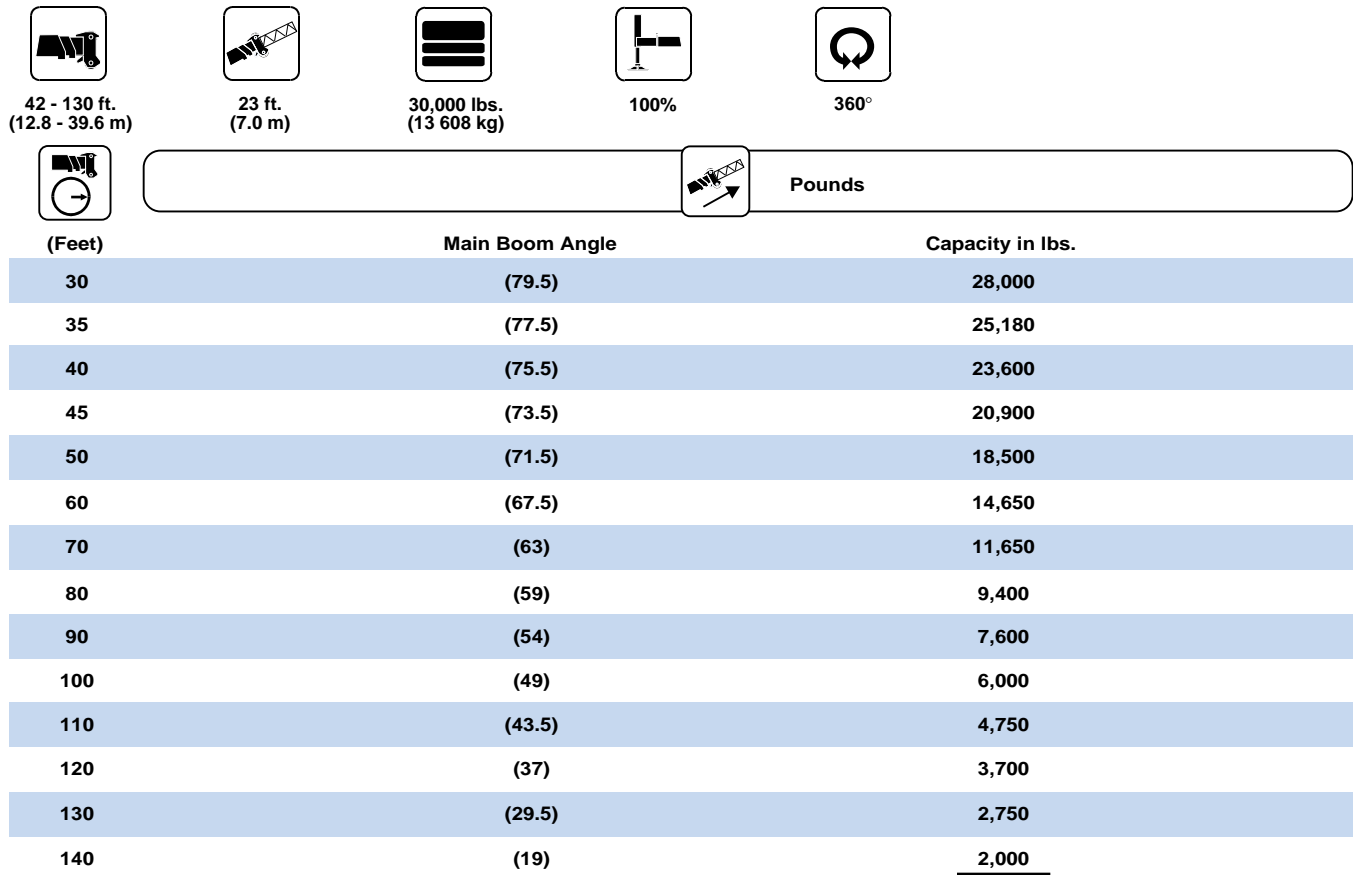 42 - 130 ft. 23 ft. 30,000 lbs. 100% 360°
(12.8 - 39.6 m) (7.0 m) (13 608 kg)
Pounds
(Feet) Main Boom Angle Capacity in lbs.
30 (79.5) 28,000
35 (77.5) 25,180
40 (75.5) 23,600
45 (73.5) 20,900
50 (71.5) 18,500
60 (67.5) 14,650
70 (63) 11,650
80 (59) 9,400
90 (54) 7,600
100 (49) 6,000
110 (43.5) 4,750
120 (37) 3,700
130 (29.5) 2,750
140 (19) 2,000